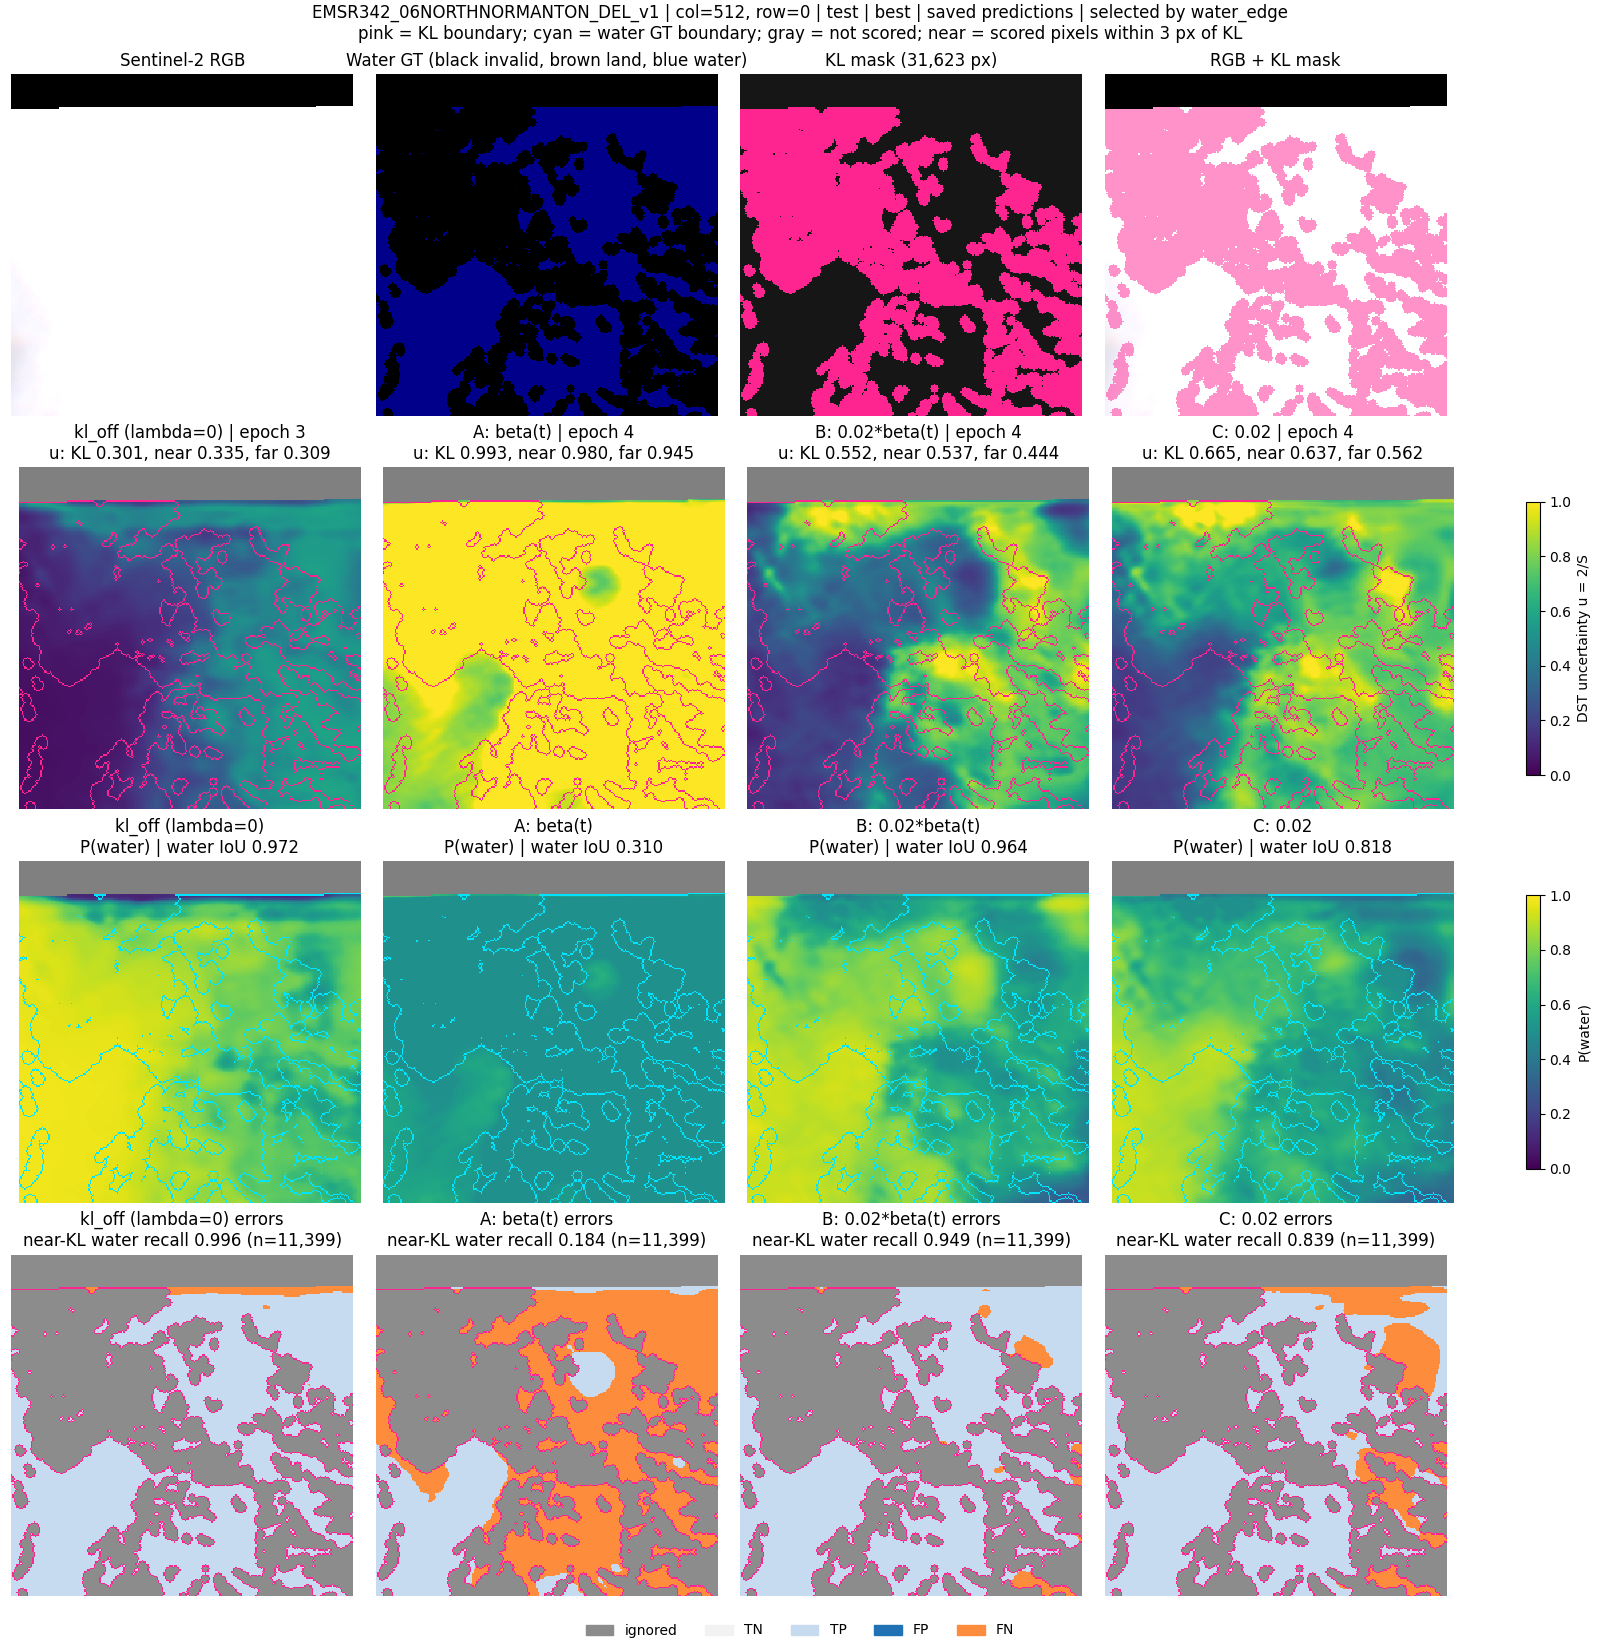 EMSR342_06NORTHNORMANTON_DEL_v1 | col=512, row=0 | test | best | saved predictions | selected by water_edge
pink = KL boundary; cyan = water GT boundary; gray = not scored; near = scored pixels within 3 px of KL
Sentinel-2 RGB
Water GT (black invalid, brown land, blue water)
KL mask (31,623 px)
RGB + KL mask
kl_off (lambda=0) | epoch 3
u: KL 0.301, near 0.335, far 0.309
A: beta(t) | epoch 4
u: KL 0.993, near 0.980, far 0.945
B: 0.02*beta(t) | epoch 4
u: KL 0.552, near 0.537, far 0.444
C: 0.02 | epoch 4
u: KL 0.665, near 0.637, far 0.562
1.0
0.8
0.6
0.4
0.2
0.0
DST uncertainty u = 2/S
kl_off (lambda=0)
P(water) | water IoU 0.972
A: beta(t)
P(water) | water IoU 0.310
B: 0.02*beta(t)
P(water) | water IoU 0.964
C: 0.02
P(water) | water IoU 0.818
1.0
0.8
0.6
0.4
0.2
0.0
P(water)
kl_off (lambda=0) errors
near-KL water recall 0.996 (n=11,399)
A: beta(t) errors
near-KL water recall 0.184 (n=11,399)
B: 0.02*beta(t) errors
near-KL water recall 0.949 (n=11,399)
C: 0.02 errors
near-KL water recall 0.839 (n=11,399)
ignored
TN
TP
FP
FN